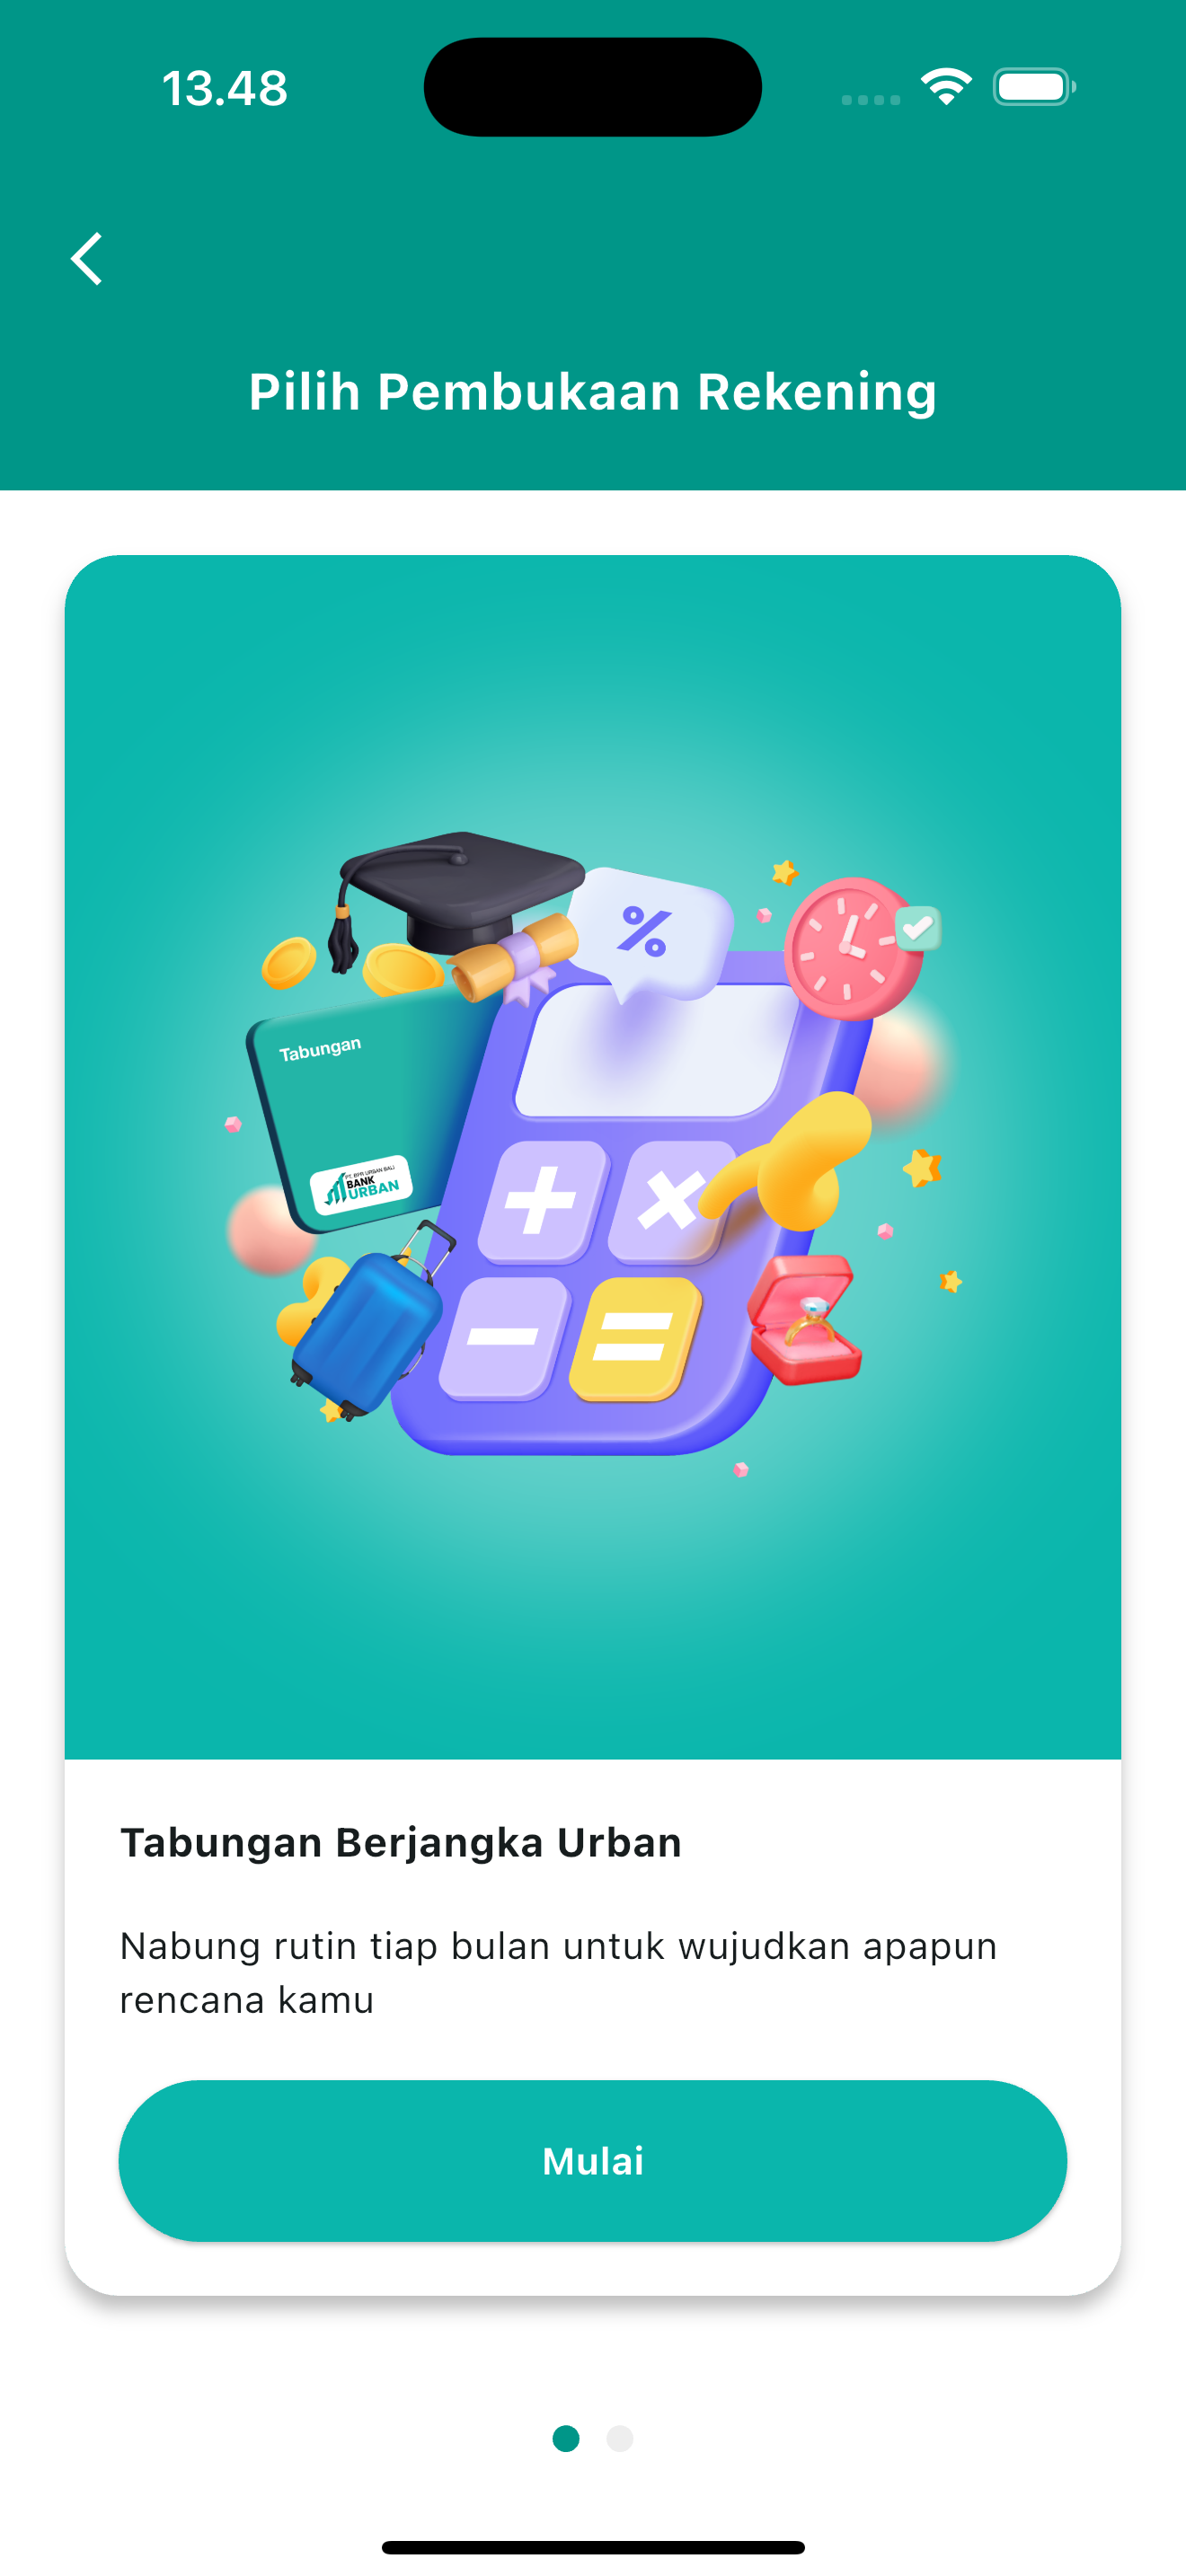 13.48
Pilih Pembukaan Rekening
%
Tabungan
PT. BPR URBAN BALI
BANK
URBAN
Tabungan Berjangka Urban
Nabung rutin tiap bulan untuk wujudkan apapun
rencana kamu
Mulai